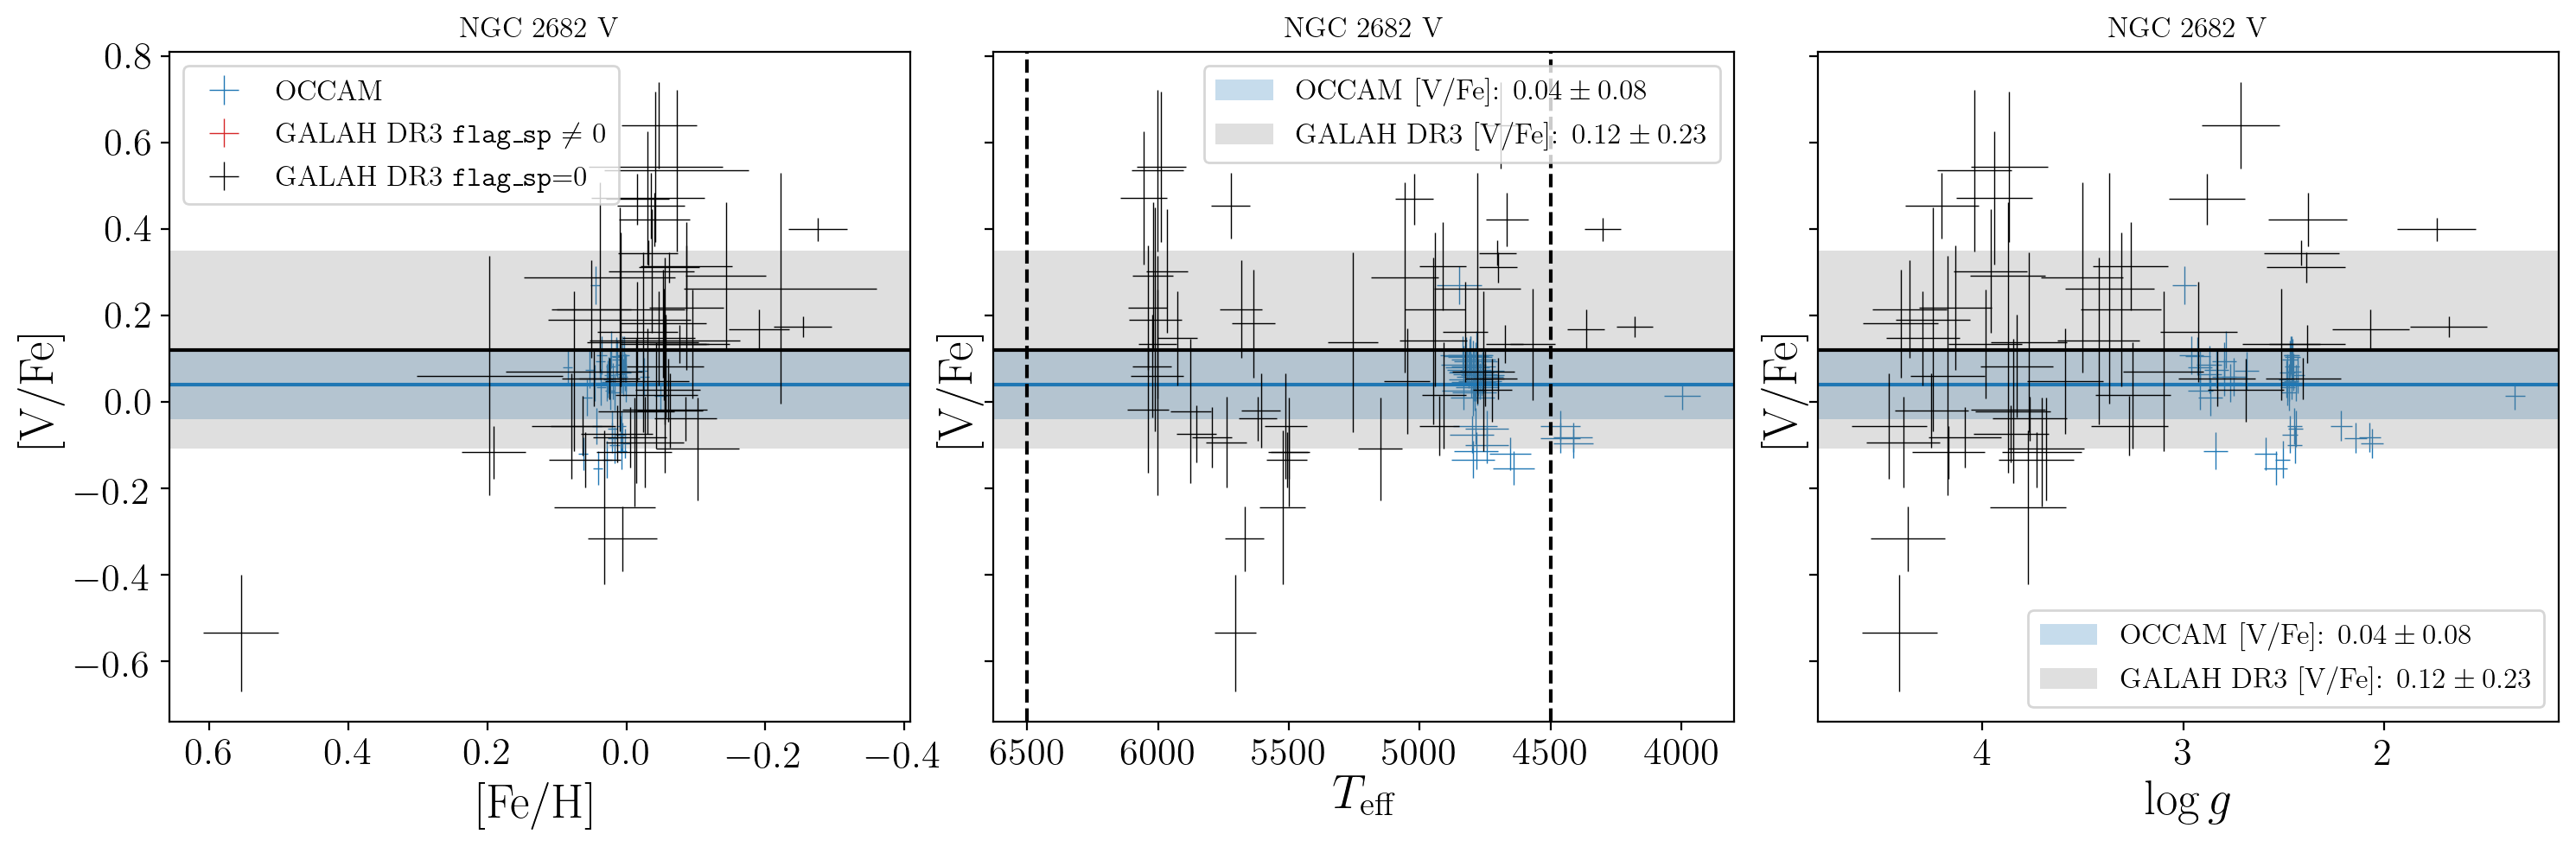 NGC 2682 V
NGC 2682 V
NGC 2682 V
OCCAM
GALAH DR3 flag_sp ≠ 0
GALAH DR3 flag_sp=0
OCCAM [V/Fe]: 0.04 ± 0.08
GALAH DR3 [V/Fe]: 0.12 ± 0.23
OCCAM [V/Fe]: 0.04 ± 0.08
GALAH DR3 [V/Fe]: 0.12 ± 0.23
0.8
0.6
0.4
0.2
0.0
−0.2
−0.4
−0.6
[V/Fe]
[V/Fe]
[V/Fe]
0.6 0.4 0.2 0.0 −0.2 −0.4
6500 6000 5500 5000 4500 4000
4 3 2
[Fe/H]
T_eff
log g